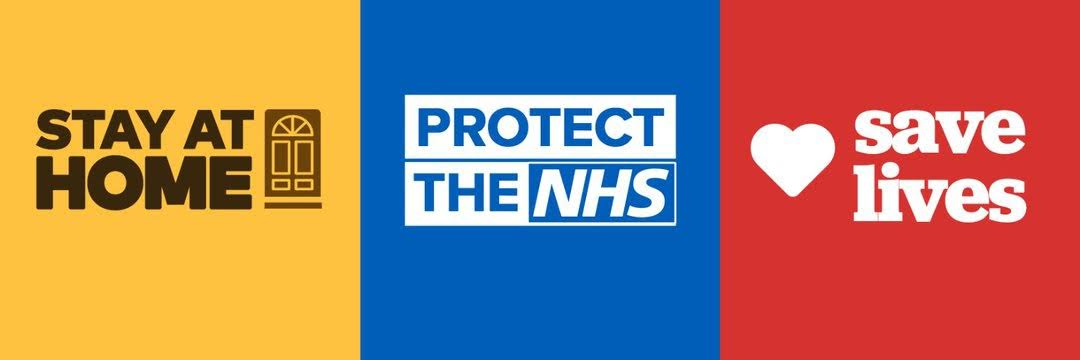 STAY AT
HOME
PROTECT
THE NHS
save
lives